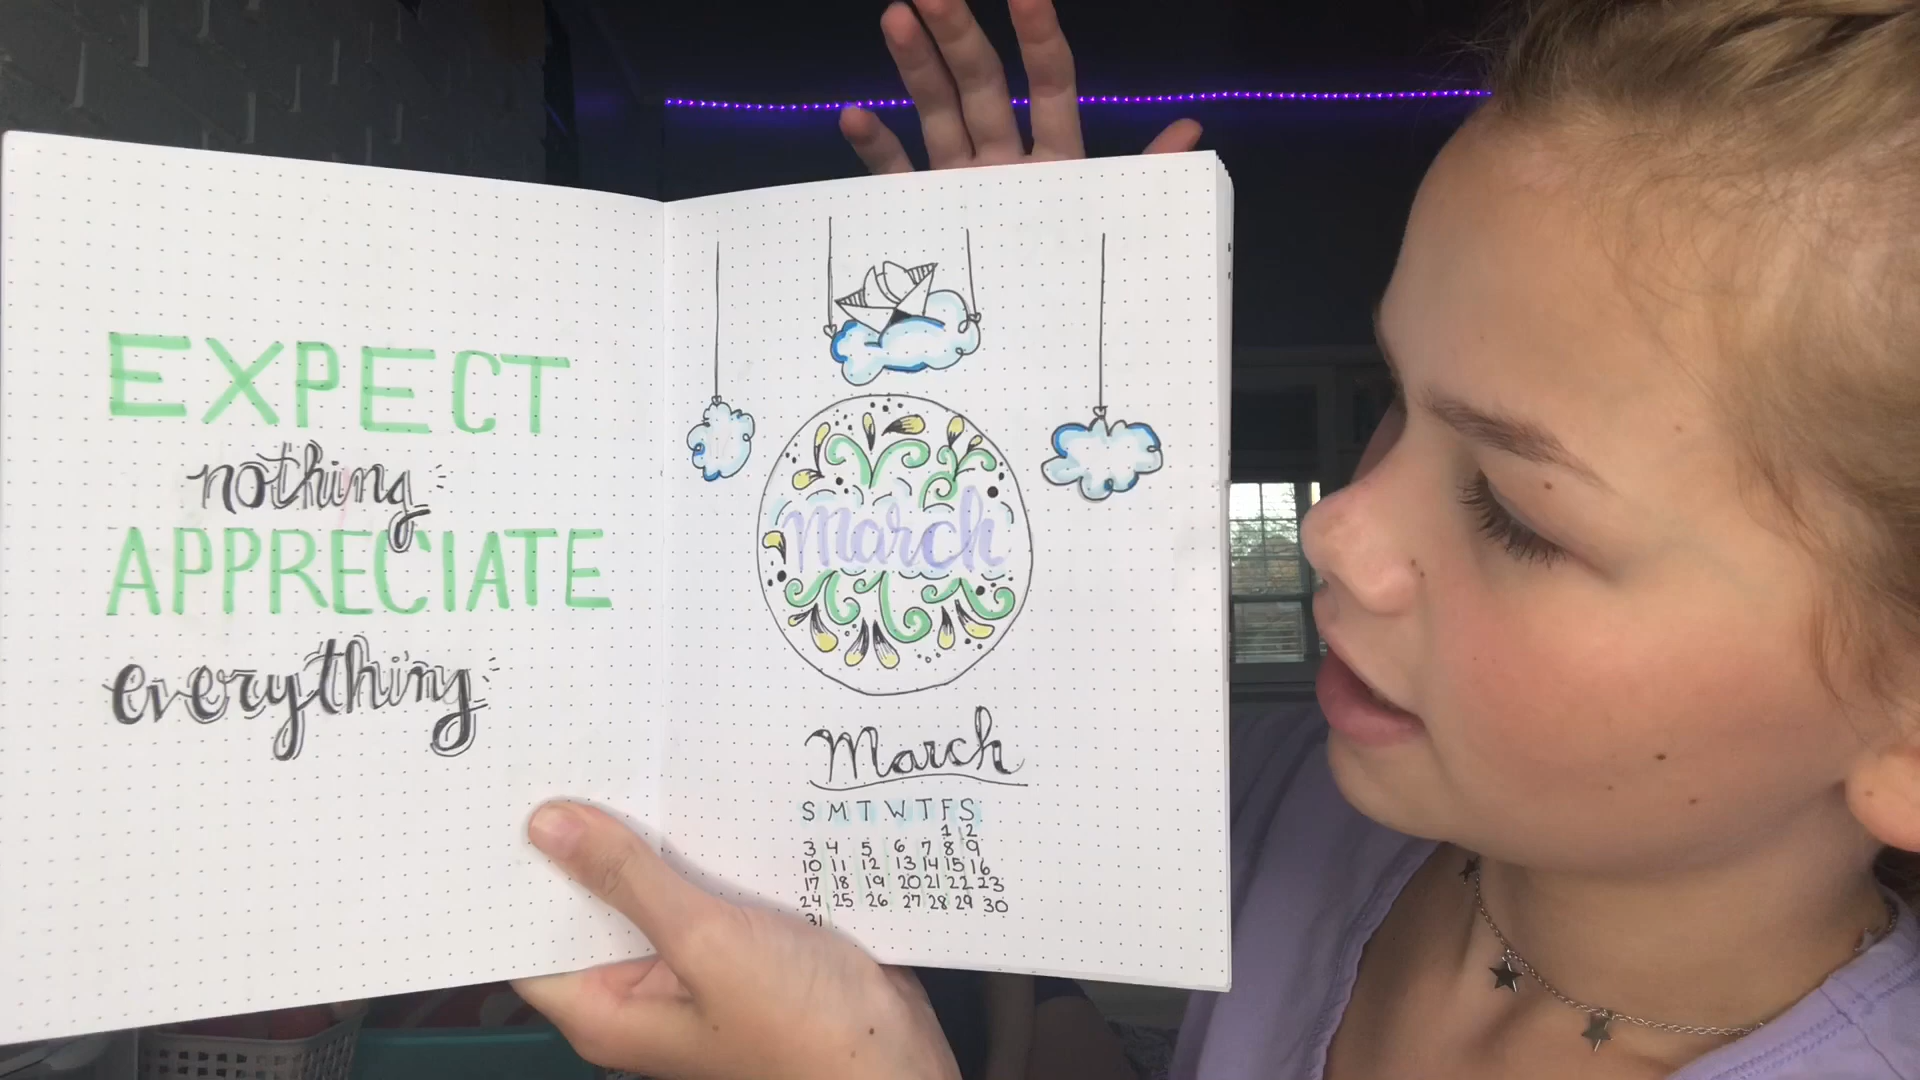 EXPECT
nothing
APPRECIATE
everything
March
March
S M T W T F S
1 2
3 4 5 6 7 8 9
10 11 12 13 14 15 16
17 18 19 20 21 22 23
24 25 26 27 28 29 30
31